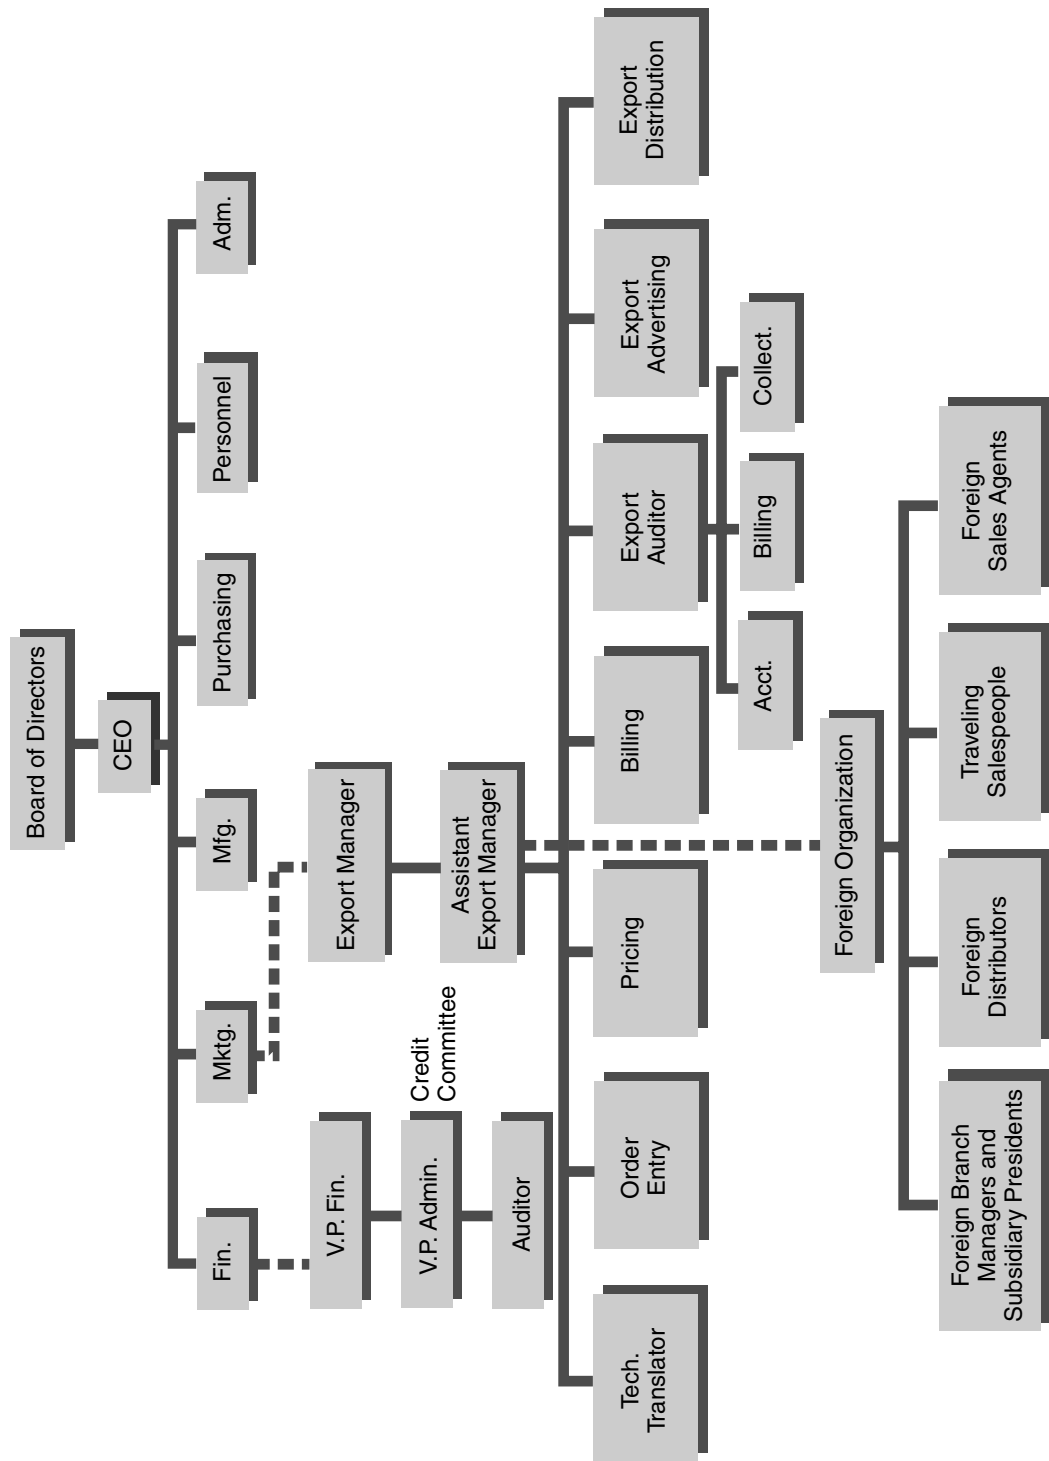 Board of Directors
CEO
Fin.
Mktg.
Mfg.
Purchasing
Personnel
Adm.
V.P. Fin.
V.P. Admin.
Credit
Committee
Auditor
Export Manager
Assistant
Export Manager
Tech.
Translator
Order
Entry
Pricing
Billing
Export
Auditor
Export
Advertising
Export
Distribution
Acct.
Billing
Collect.
Foreign Organization
Foreign Branch
Managers and
Subsidiary Presidents
Foreign
Distributors
Traveling
Salespeople
Foreign
Sales Agents